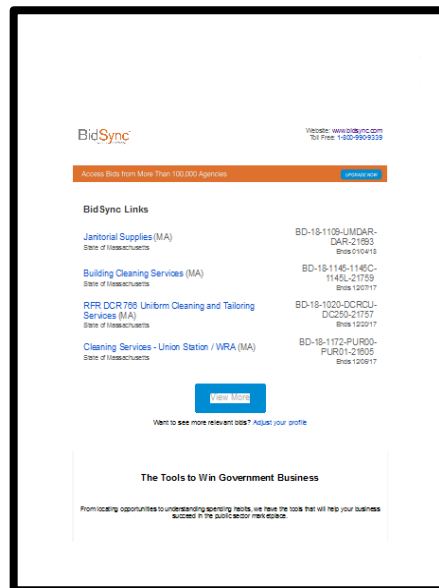 BidSync
Website: www.bidsync.com
Toll Free: 1-800-990-9339
Access Bids from More Than 100,000 Agencies
UPGRADE NOW
BidSync Links
Janitorial Supplies (MA)
State of Massachusetts
BD-18-1109-UMDAR-
DAR-21693
Ends 01/04/18
Building Cleaning Services (MA)
State of Massachusetts
BD-18-1145-1145C-
1145L-21759
Ends 12/07/17
RFR DCR 766 Uniform Cleaning and Tailoring
Services (MA)
State of Massachusetts
BD-18-1020-DCRCU-
DC250-21757
Ends 12/20/17
Cleaning Services - Union Station / WRA (MA)
State of Massachusetts
BD-18-1172-PUR00-
PUR01-21605
Ends 12/08/17
View More
Want to see more relevant bids? Adjust your profile
The Tools to Win Government Business
From locating opportunities to understanding spending habits, we have the tools that will help your business
succeed in the public sector marketplace.